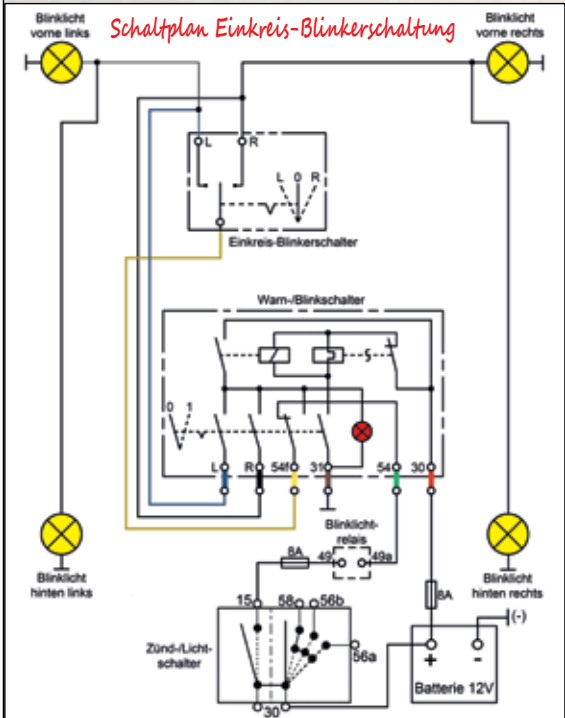 Schaltplan Einkreis-Blinkerschaltung
Blinklicht
vorne links
Blinklicht
vorne rechts
L
R
L O R
Einkreis-Blinkerschalter
Warn-/Blinkschalter
0 1
L
R
54f
31
54
30
Blinklicht-
relais
8A
49
49a
Blinklicht
hinten links
Blinklicht
hinten rechts
8A
15
58
56b
56a
Zünd-/Licht-
schalter
30
(-)
+ -
Batterie 12V